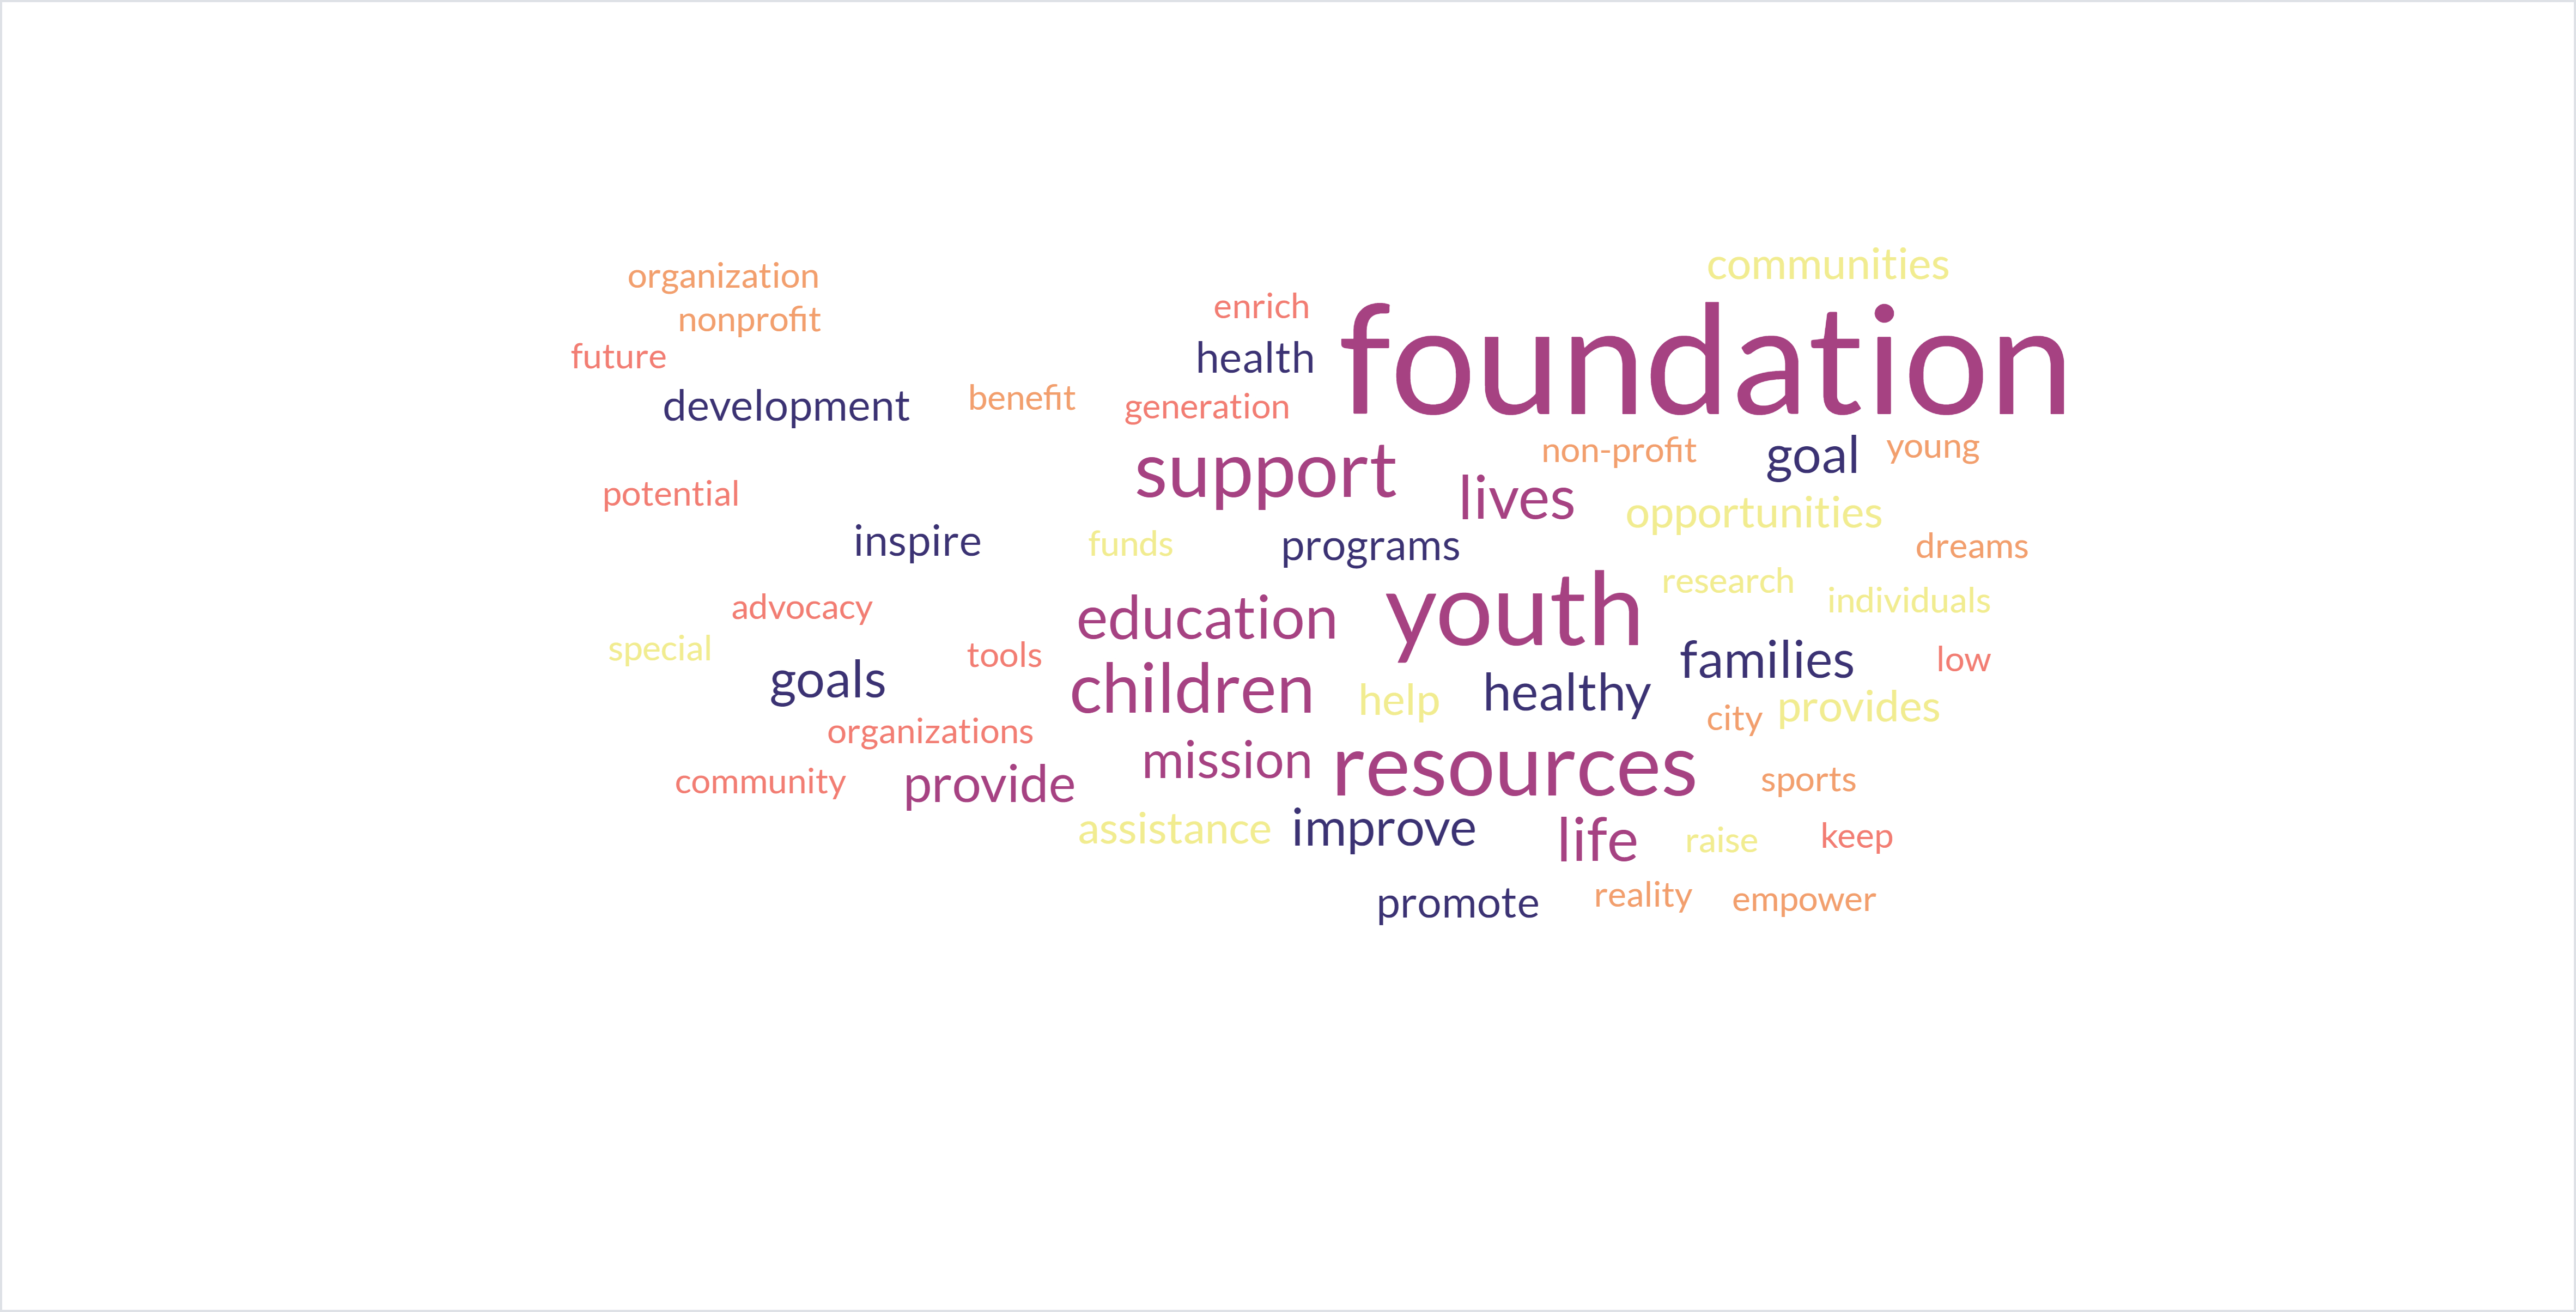 communities
organization
enrich
nonprofit
foundation
future
health
development
benefit
generation
non-profit
goal
young
support
potential
lives
opportunities
inspire
funds
programs
dreams
research
individuals
advocacy
education
youth
special
tools
families
low
goals
children
help
healthy
provides
city
organizations
mission
resources
community
provide
sports
assistance
improve
life
raise
keep
promote
reality
empower